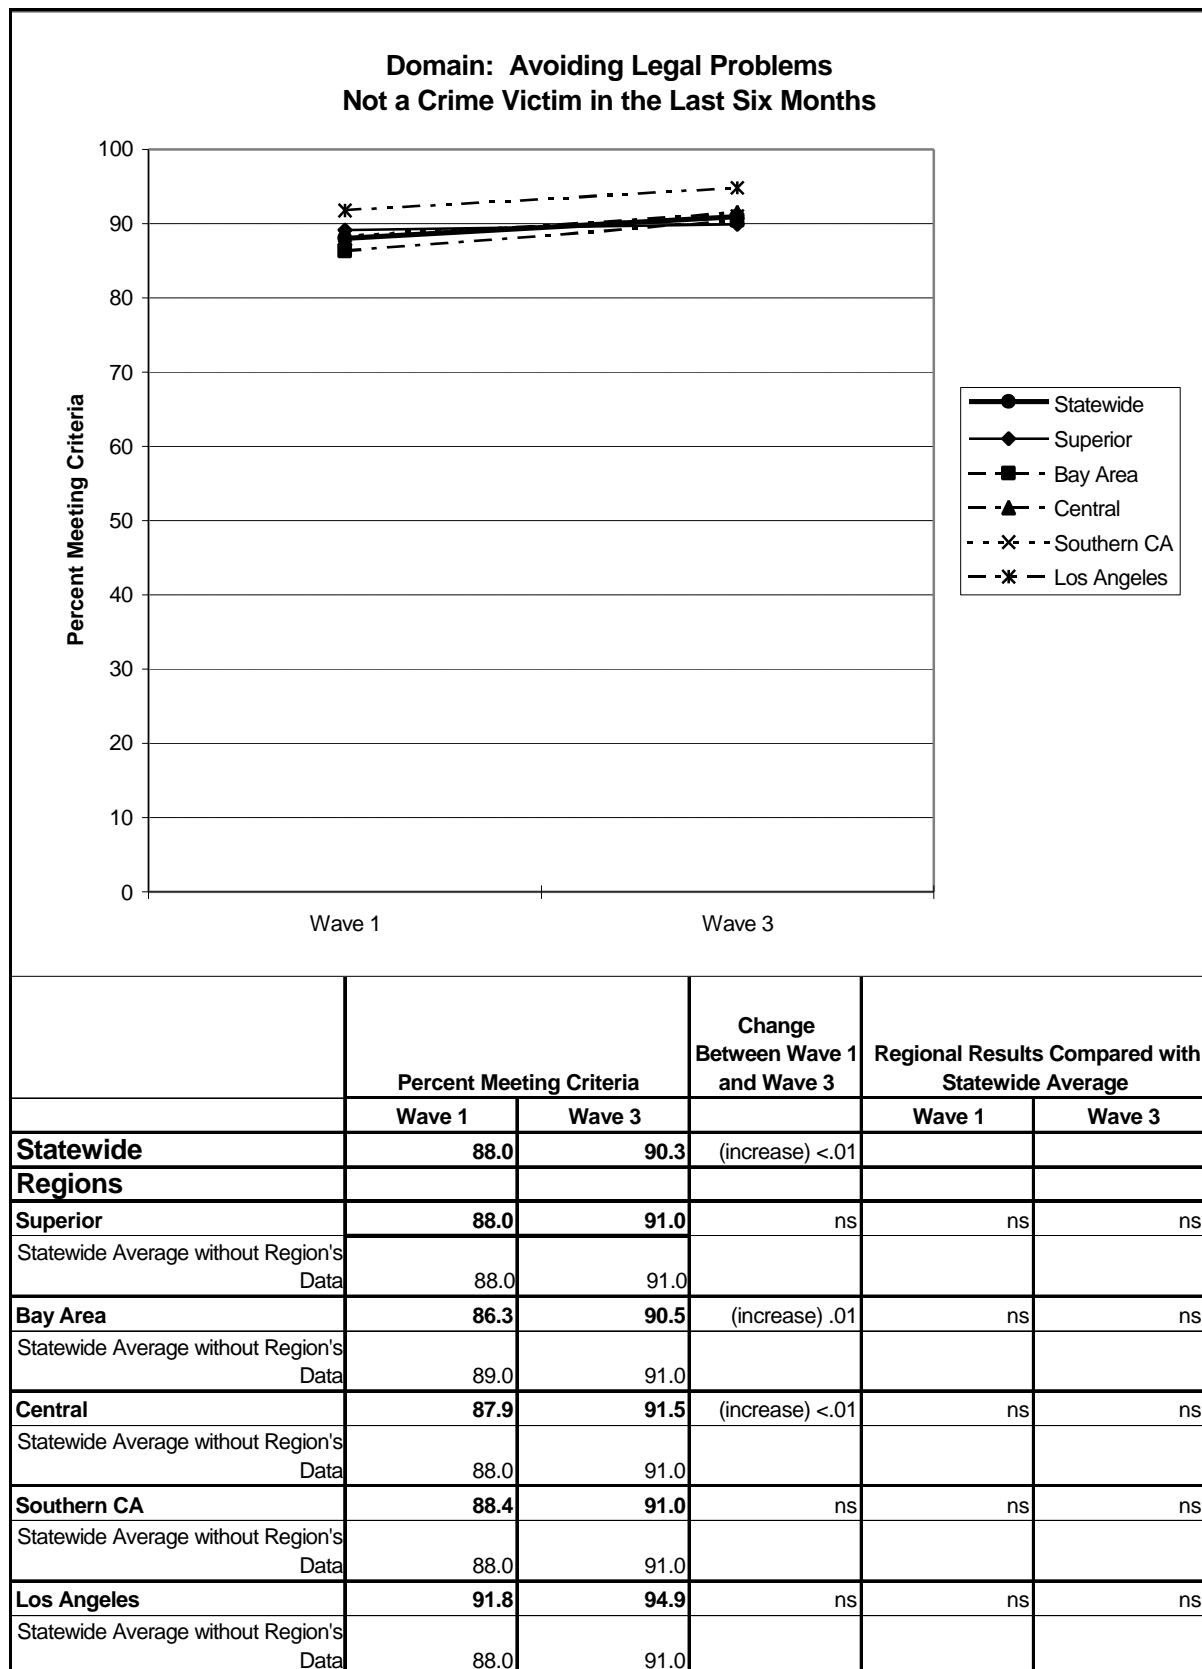 Domain: Avoiding Legal Problems
Not a Crime Victim in the Last Six Months
100
90
80
70
60
50
40
30
20
10
0
Percent Meeting Criteria
Wave 1 Wave 3
Statewide
Superior
Bay Area
Central
Southern CA
Los Angeles
Change
Between Wave 1 Regional Results Compared with
Percent Meeting Criteria and Wave 3 Statewide Average
Wave 1 Wave 3 Wave 1 Wave 3
Statewide 88.0 90.3 (increase) <.01
Regions
Superior 88.0 91.0 ns ns ns
Statewide Average without Region's
Data 88.0 91.0
Bay Area 86.3 90.5 (increase) .01 ns ns
Statewide Average without Region's
Data 89.0 91.0
Central 87.9 91.5 (increase) <.01 ns ns
Statewide Average without Region's
Data 88.0 91.0
Southern CA 88.4 91.0 ns ns ns
Statewide Average without Region's
Data 88.0 91.0
Los Angeles 91.8 94.9 ns ns ns
Statewide Average without Region's
Data 88.0 91.0